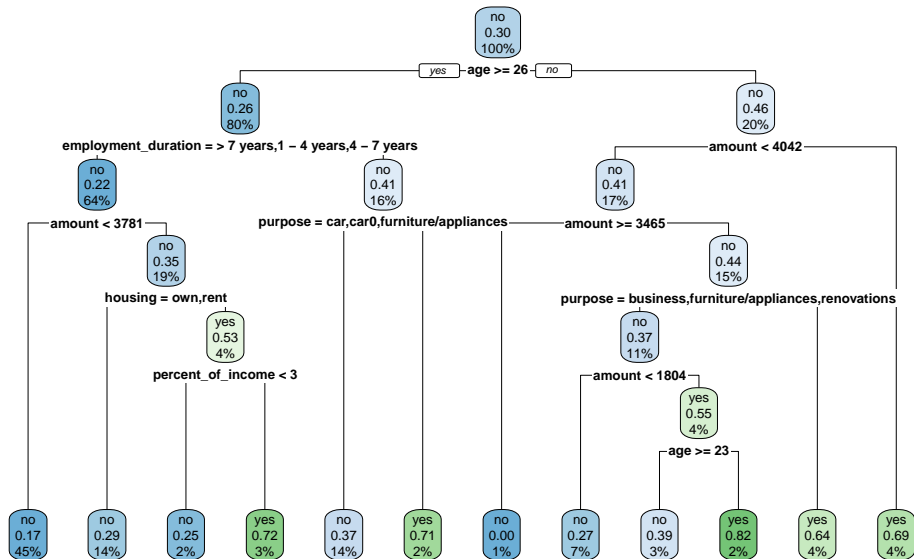 no
0.30
100%
yes
age >= 26
no
no
0.26
80%
no
0.46
20%
employment_duration = > 7 years,1 − 4 years,4 − 7 years
amount < 4042
no
0.22
64%
no
0.41
16%
no
0.41
17%
amount < 3781
purpose = car,car0,furniture/appliances
amount >= 3465
no
0.35
19%
no
0.44
15%
housing = own,rent
purpose = business,furniture/appliances,renovations
yes
0.53
4%
no
0.37
11%
percent_of_income < 3
amount < 1804
yes
0.55
4%
age >= 23
no
0.17
45%
no
0.29
14%
no
0.25
2%
yes
0.72
3%
no
0.37
14%
yes
0.71
2%
no
0.00
1%
no
0.27
7%
no
0.39
3%
yes
0.82
2%
yes
0.64
4%
yes
0.69
4%